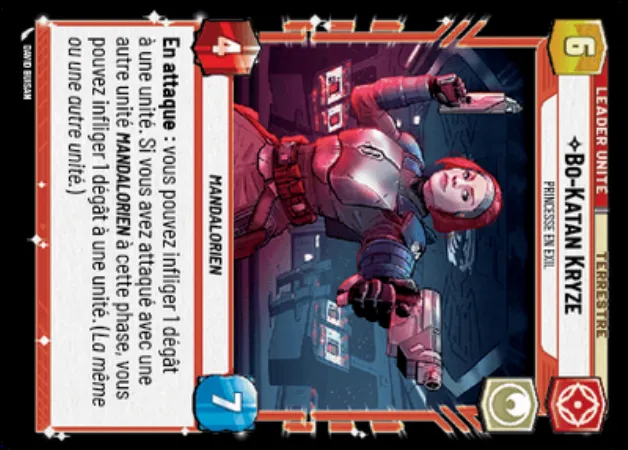 LEADER UNITÉ
TERRESTRE
6
BO-KATAN KRYZE
PRINCESSE EN EXIL
MANDALORIEN
4
7
En attaque : vous pouvez infliger 1 dégât
à une unité. Si vous avez attaqué avec une
autre unité MANDALORIEN à cette phase, vous
pouvez infliger 1 dégât à une unité. (La même
ou une autre unité.)
DAVID BUISAN